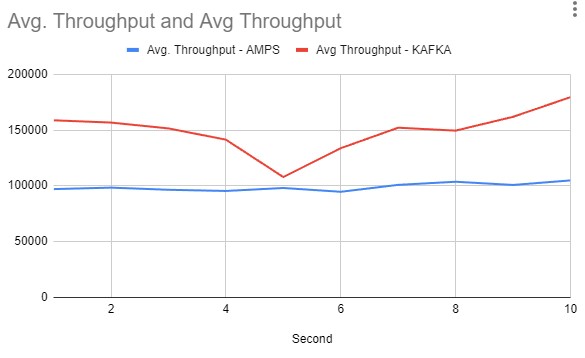 Avg. Throughput and Avg Throughput
Avg. Throughput - AMPS Avg Throughput - KAFKA
200000
150000
100000
50000
0
2 4 6 8 10
Second